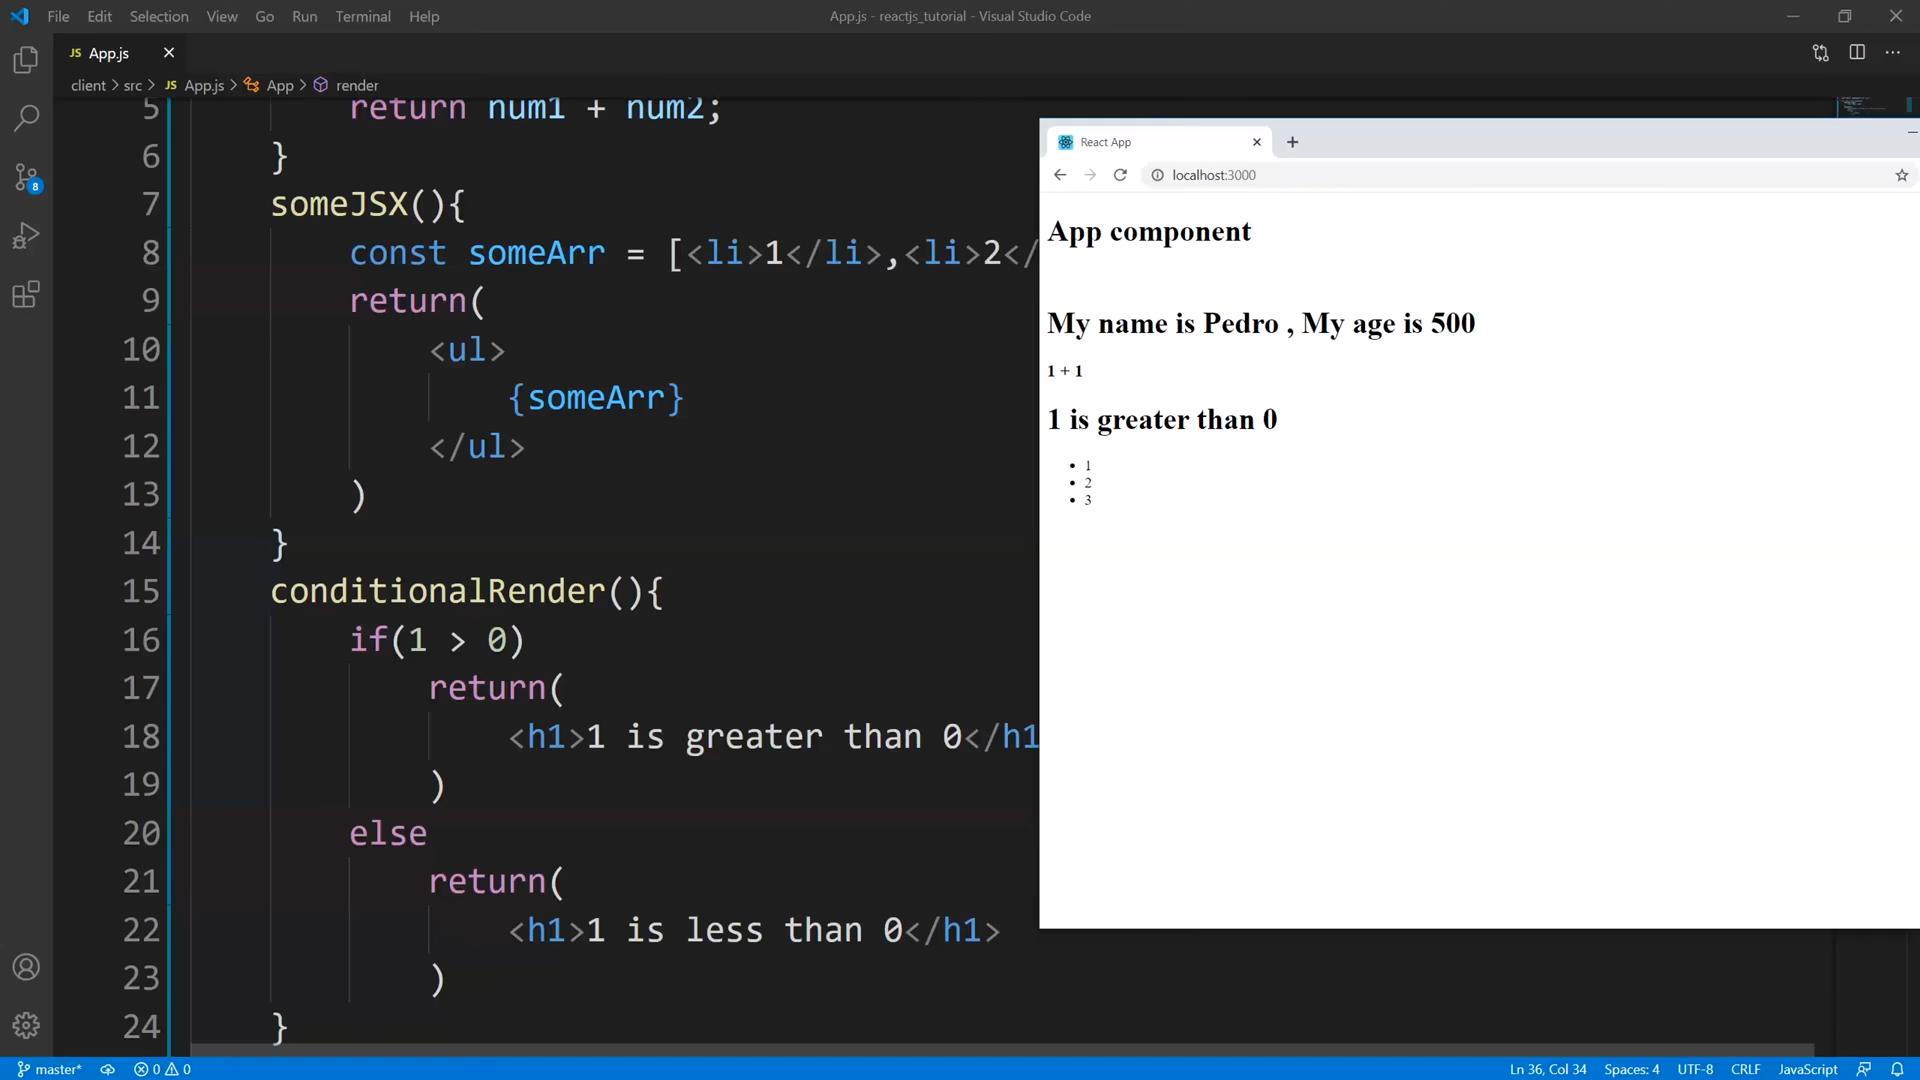 File Edit Selection View Go Run Terminal Help
App.js - reactjs_tutorial - Visual Studio Code
JS App.js
client > src > JS App.js > App > render
5 return num1 + num2;
6 }
7 someJSX(){
8 const someArr = [<li>1</li>,<li>2</
9 return(
10 <ul>
11 {someArr}
12 </ul>
13 )
14 }
15 conditionalRender(){
16 if(1 > 0)
17 return(
18 <h1>1 is greater than 0</h1
19 )
20 else
21 return(
22 <h1>1 is less than 0</h1>
23 )
24 }
React App
localhost:3000
App component
My name is Pedro , My age is 500
1 + 1
1 is greater than 0
• 1
• 2
• 3
8
master* 0 0
Ln 36, Col 34 Spaces: 4 UTF-8 CRLF JavaScript